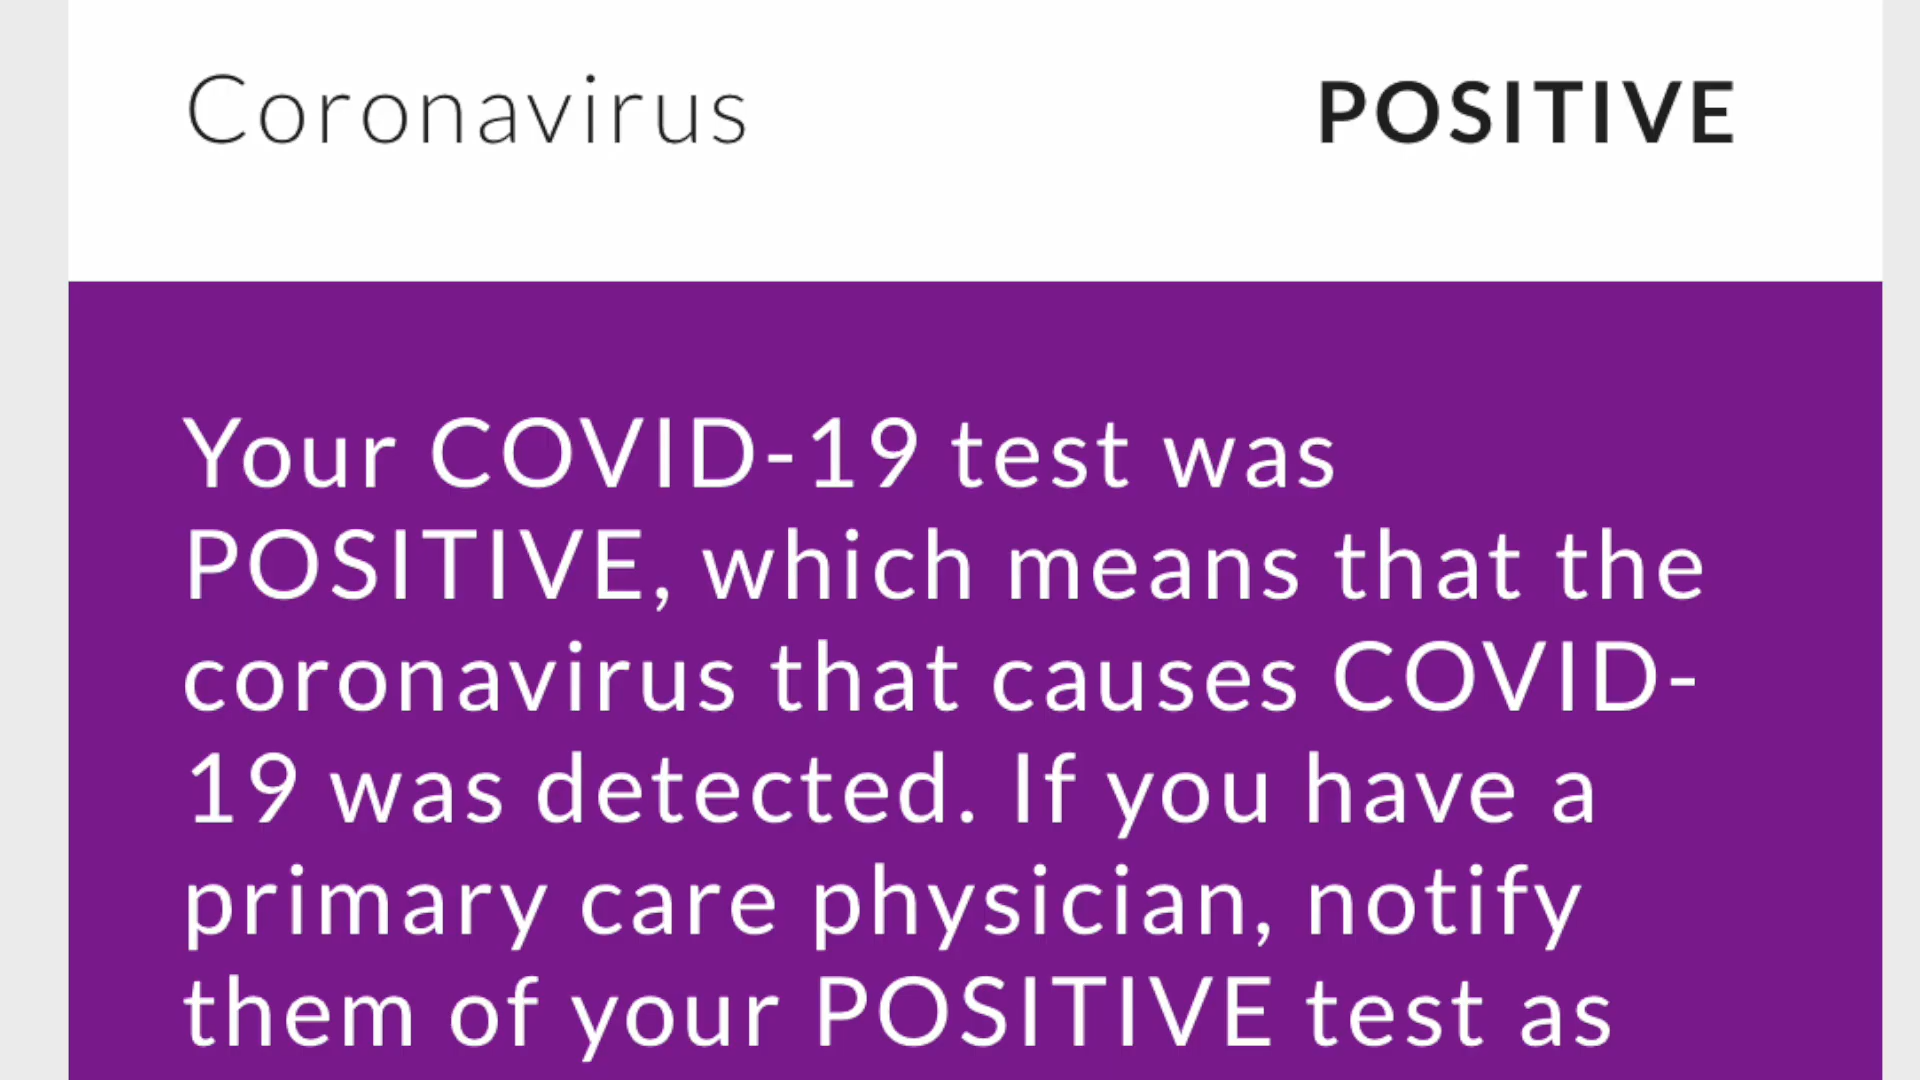 Coronavirus POSITIVE
Your COVID-19 test was
POSITIVE, which means that the
coronavirus that causes COVID-
19 was detected. If you have a
primary care physician, notify
them of your POSITIVE test as